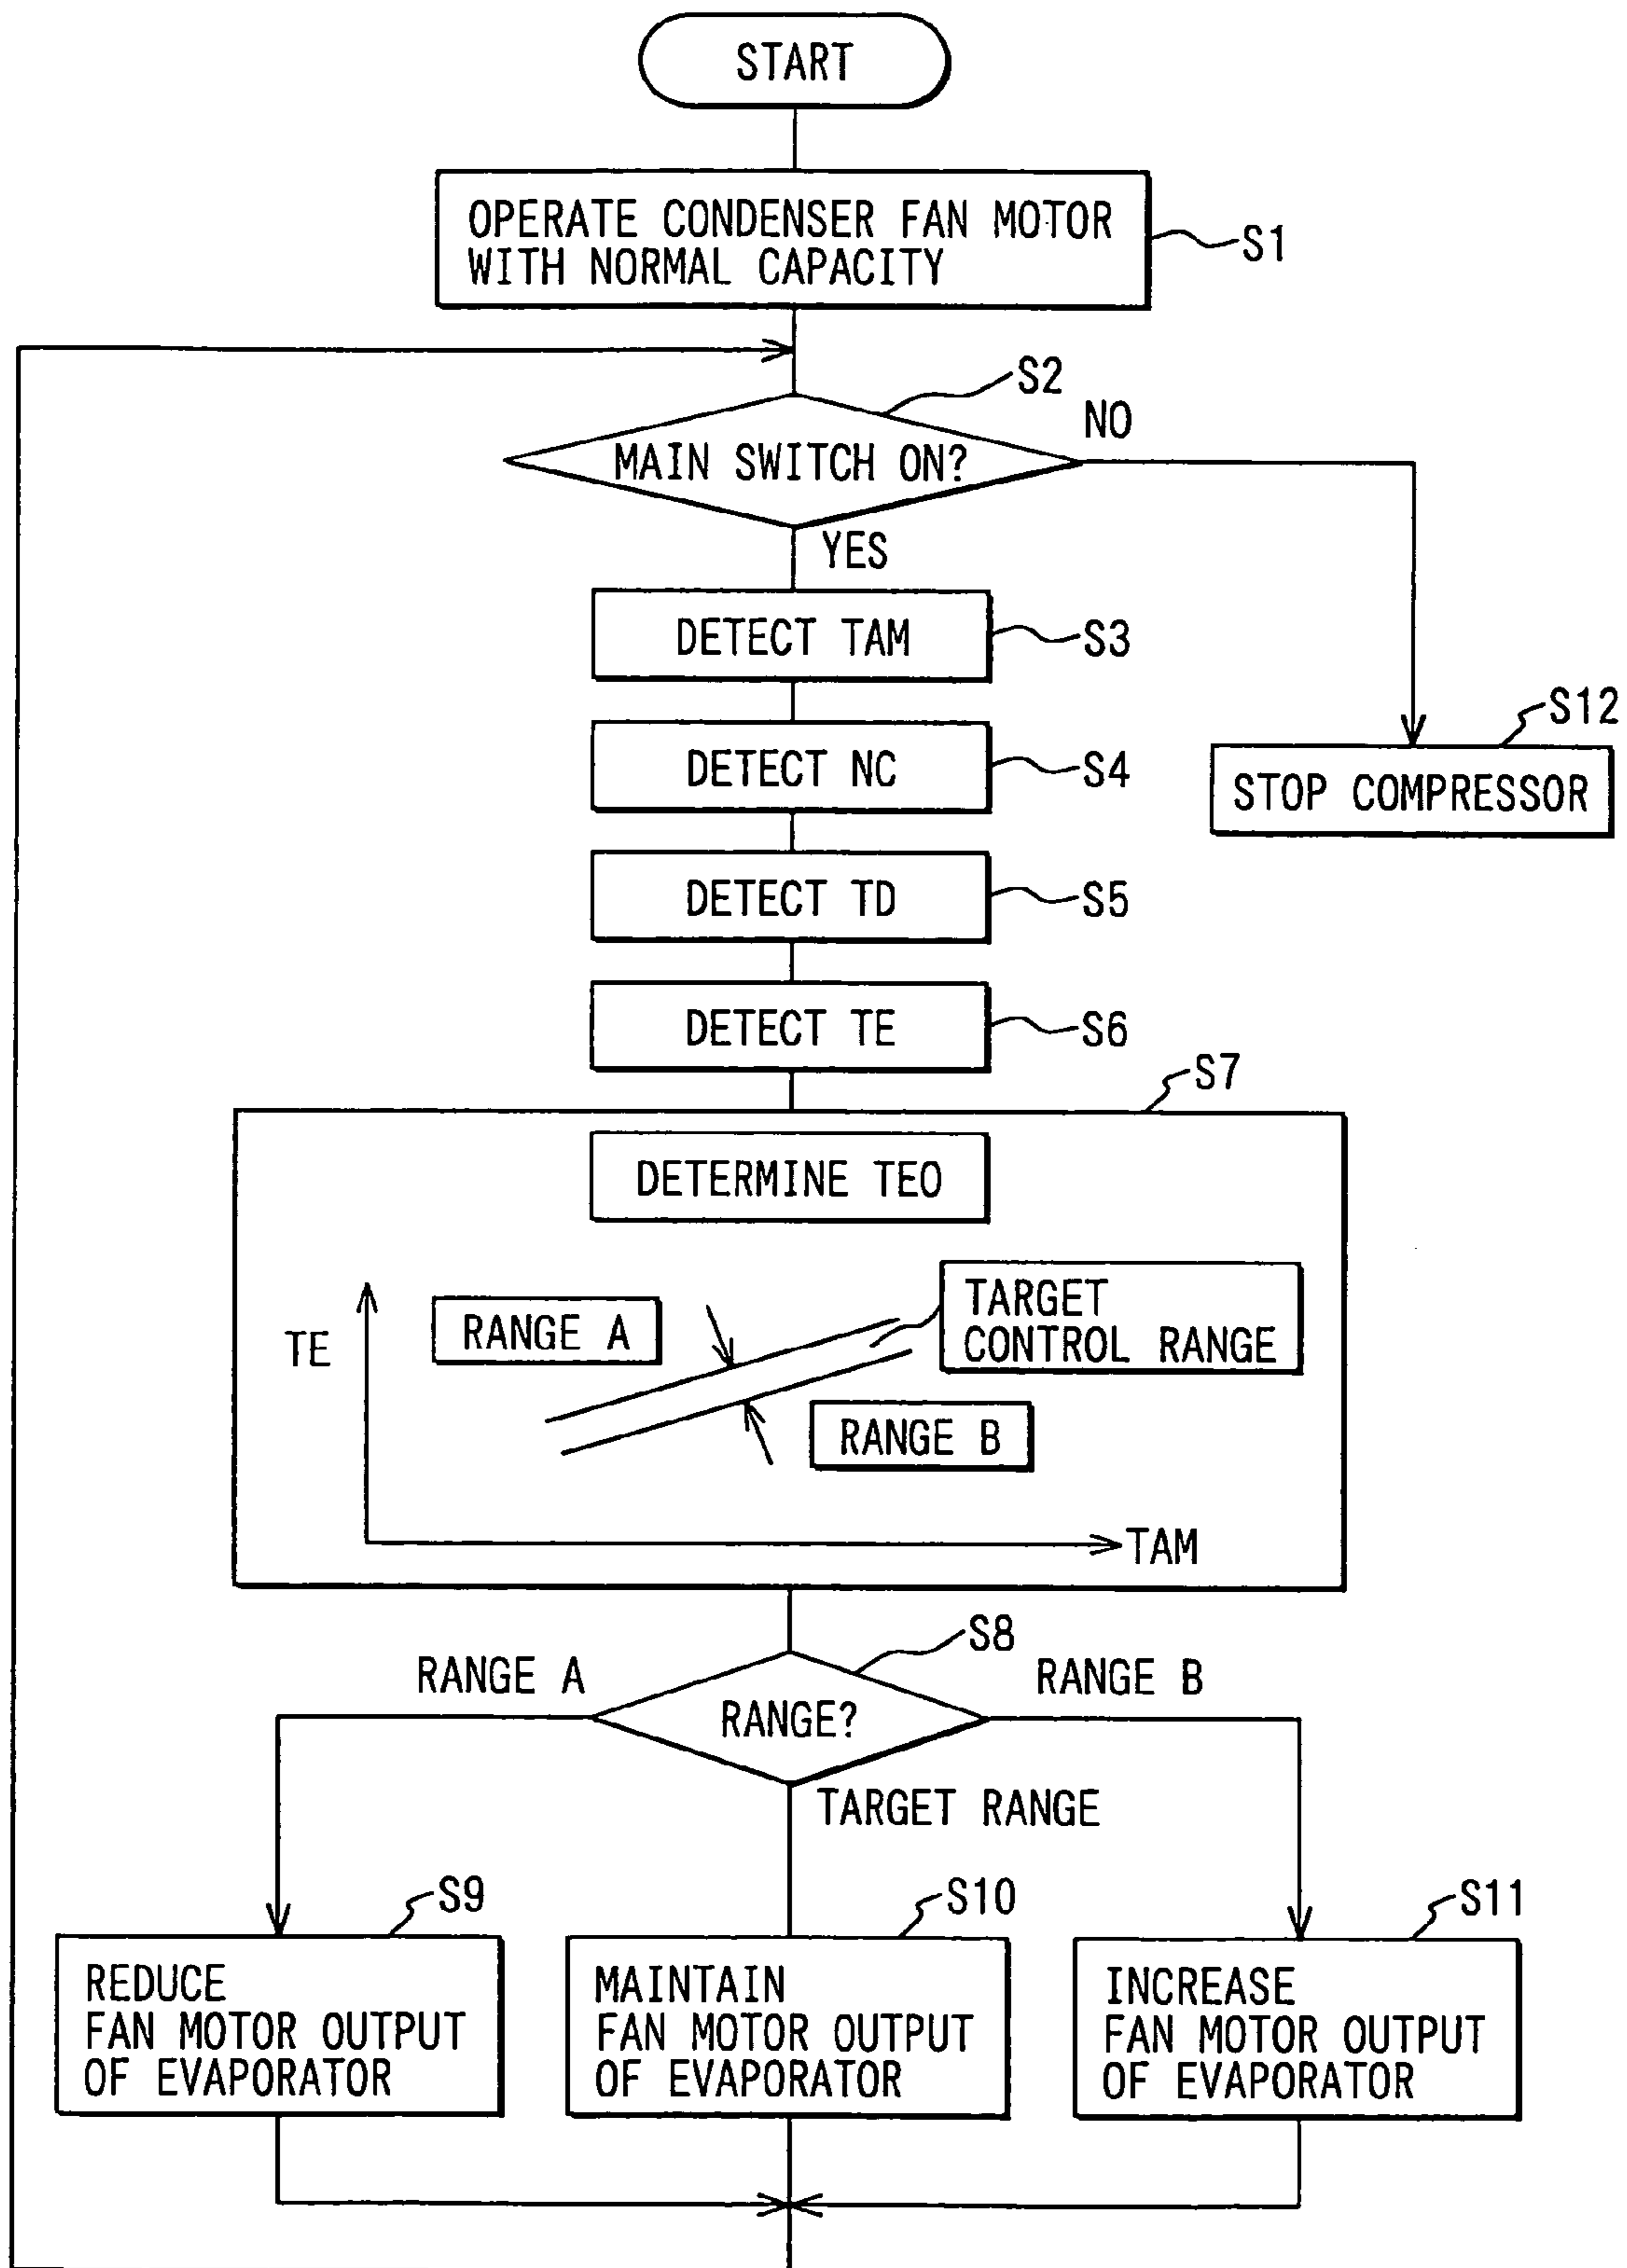 START
OPERATE CONDENSER FAN MOTOR
WITH NORMAL CAPACITY
S1
S2
MAIN SWITCH ON?
NO
YES
DETECT TAM
S3
S12
STOP COMPRESSOR
DETECT NC
S4
DETECT TD
S5
DETECT TE
S6
S7
DETERMINE TEO
TE
RANGE A
TARGET
CONTROL RANGE
RANGE B
TAM
S8
RANGE A
RANGE?
RANGE B
TARGET RANGE
S9
REDUCE
FAN MOTOR OUTPUT
OF EVAPORATOR
S10
MAINTAIN
FAN MOTOR OUTPUT
OF EVAPORATOR
S11
INCREASE
FAN MOTOR OUTPUT
OF EVAPORATOR